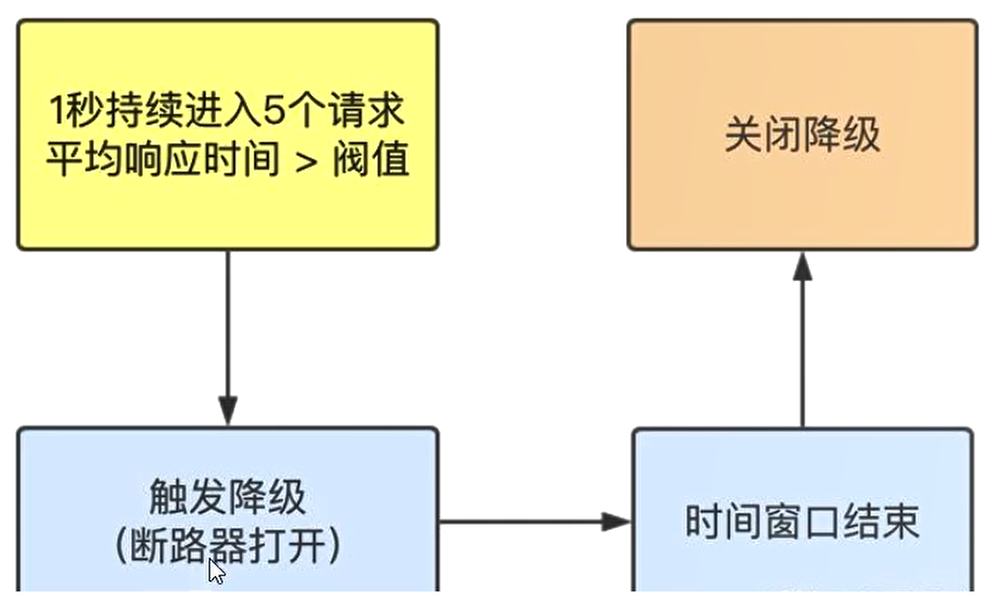 1秒持续进入5个请求
平均响应时间 > 阀值
关闭降级
触发降级
(断路器打开)
时间窗口结束